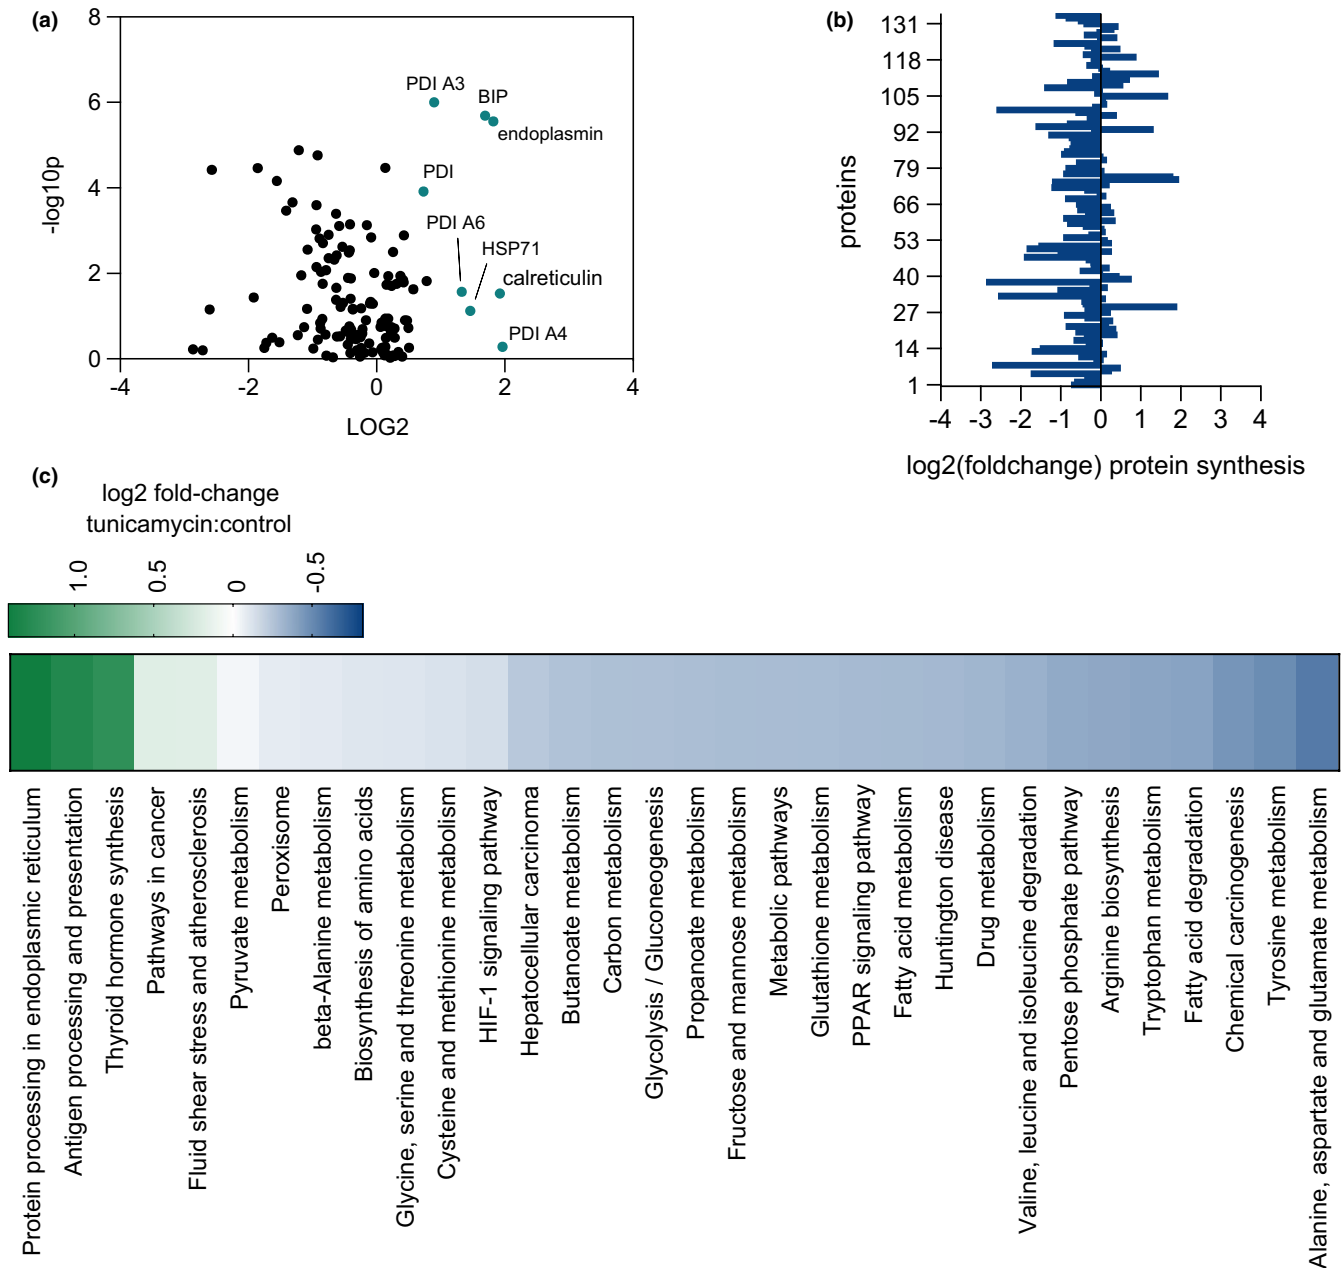 (a)
8
6
4
2
0
-log10p
-4
-2
0
2
4
LOG2
PDI A3
BIP
endoplasmin
PDI
PDI A6
HSP71
calreticulin
PDI A4
(b)
131
118
105
92
79
66
53
40
27
14
1
proteins
-4
-3
-2
-1
0
1
2
3
4
log2(foldchange) protein synthesis
(c)
log2 fold-change
tunicamycin:control
1.0
0.5
0
-0.5
Protein processing in endoplasmic reticulum
Antigen processing and presentation
Thyroid hormone synthesis
Pathways in cancer
Fluid shear stress and atherosclerosis
Pyruvate metabolism
Peroxisome
beta-Alanine metabolism
Biosynthesis of amino acids
Glycine, serine and threonine metabolism
Cysteine and methionine metabolism
HIF-1 signaling pathway
Hepatocellular carcinoma
Butanoate metabolism
Carbon metabolism
Glycolysis / Gluconeogenesis
Propanoate metabolism
Fructose and mannose metabolism
Metabolic pathways
Glutathione metabolism
PPAR signaling pathway
Fatty acid metabolism
Huntington disease
Drug metabolism
Valine, leucine and isoleucine degradation
Pentose phosphate pathway
Arginine biosynthesis
Tryptophan metabolism
Fatty acid degradation
Chemical carcinogenesis
Tyrosine metabolism
Alanine, aspartate and glutamate metabolism